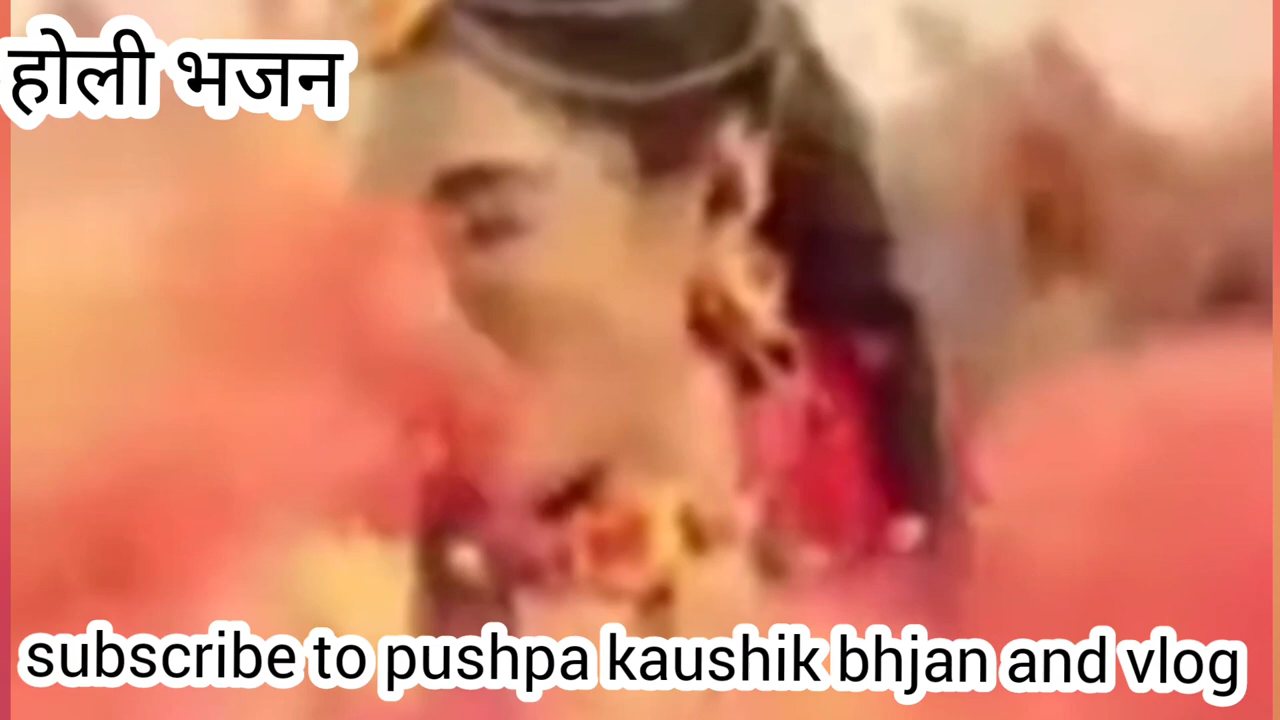 होली भजन
subscribe to pushpa kaushik bhjan and vlog